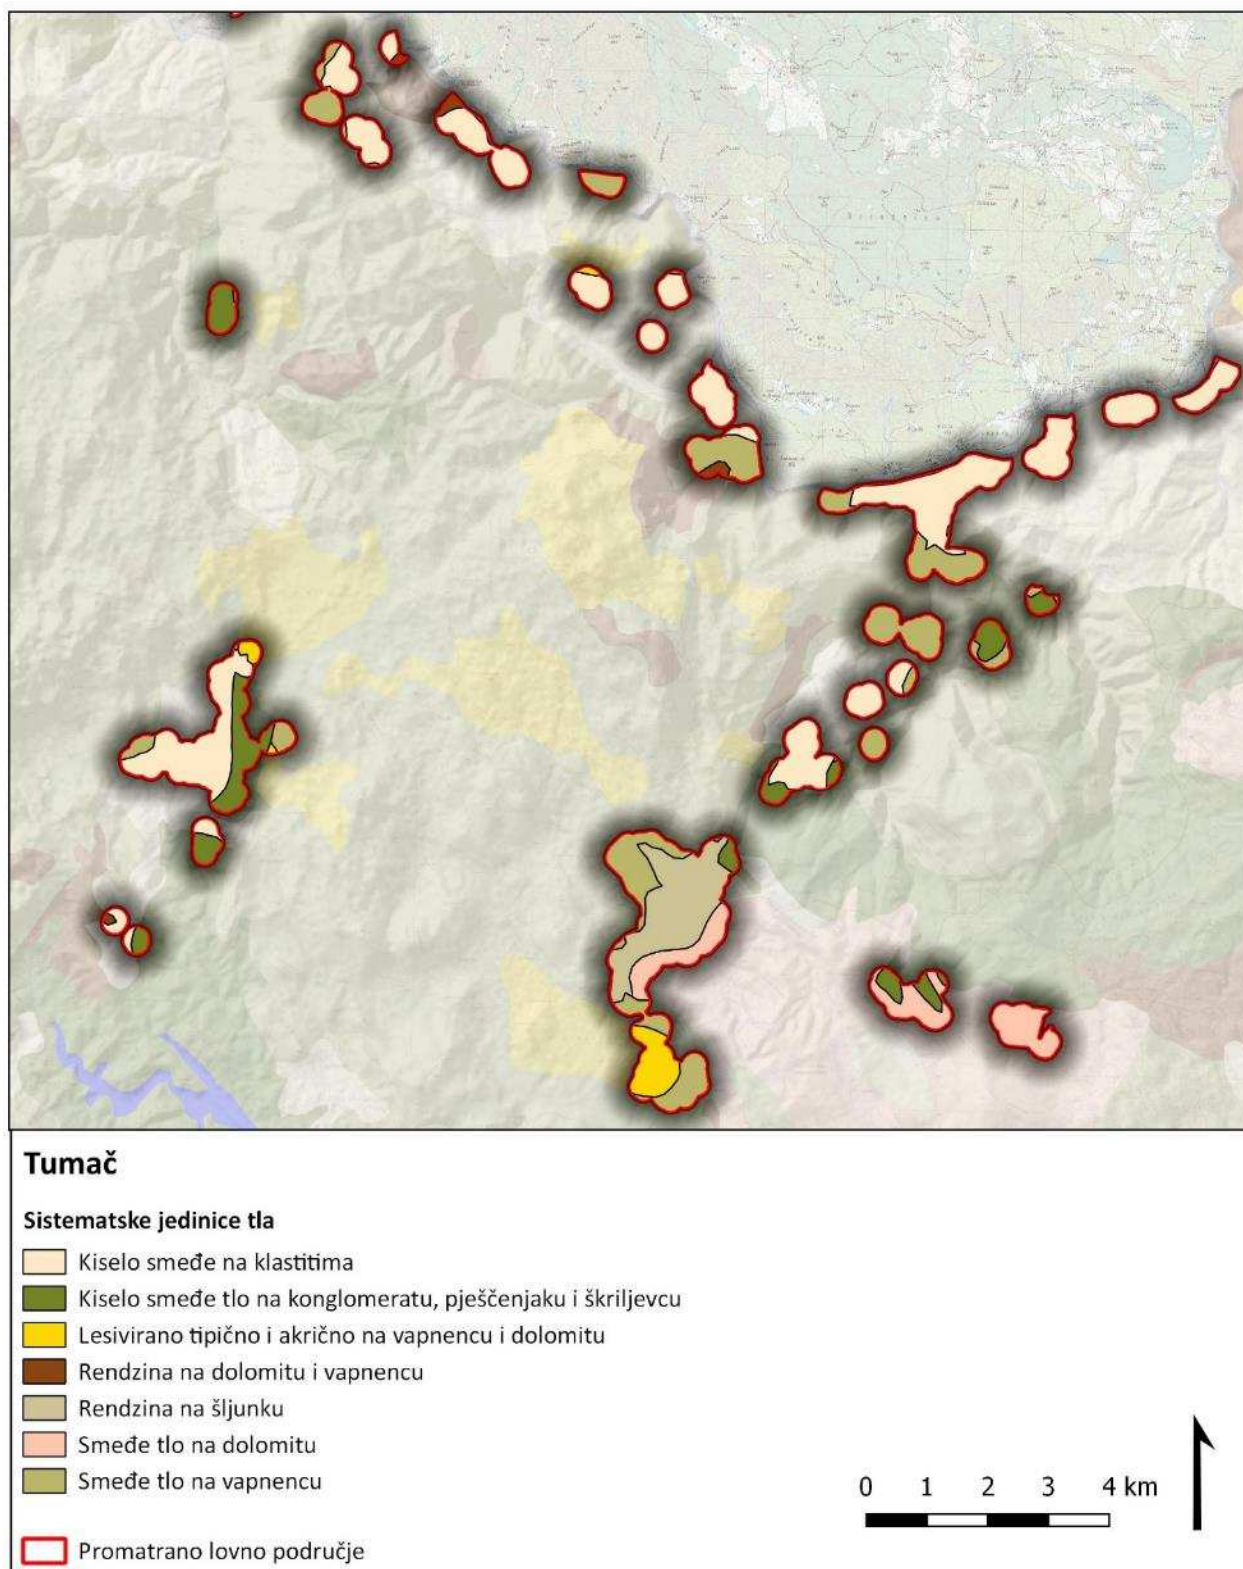 Tumač
Sistematske jedinice tla
Kiselo smeđe na klastitima
Kiselo smeđe tlo na konglomeratu, pješčenjaku i škriljevcu
Lesivirano tipično i akrično na vapnencu i dolomitu
Rendzina na dolomitu i vapnencu
Rendzina na šljunku
Smeđe tlo na dolomitu
Smeđe tlo na vapnencu
0 1 2 3 4 km
Promatrano lovno područje